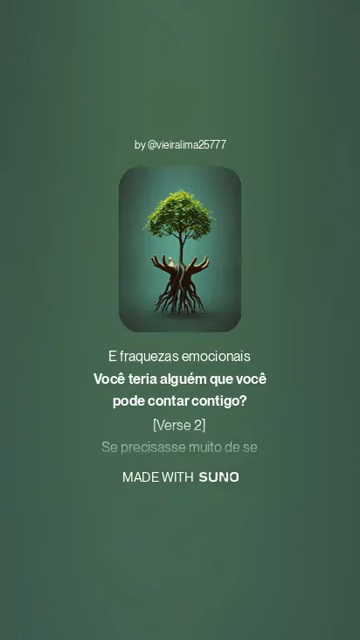 by @vieiralima25777
E fraquezas emocionais
Você teria alguém que você
pode contar contigo?
[Verse 2]
Se precisasse muito de se
MADE WITH SUNO